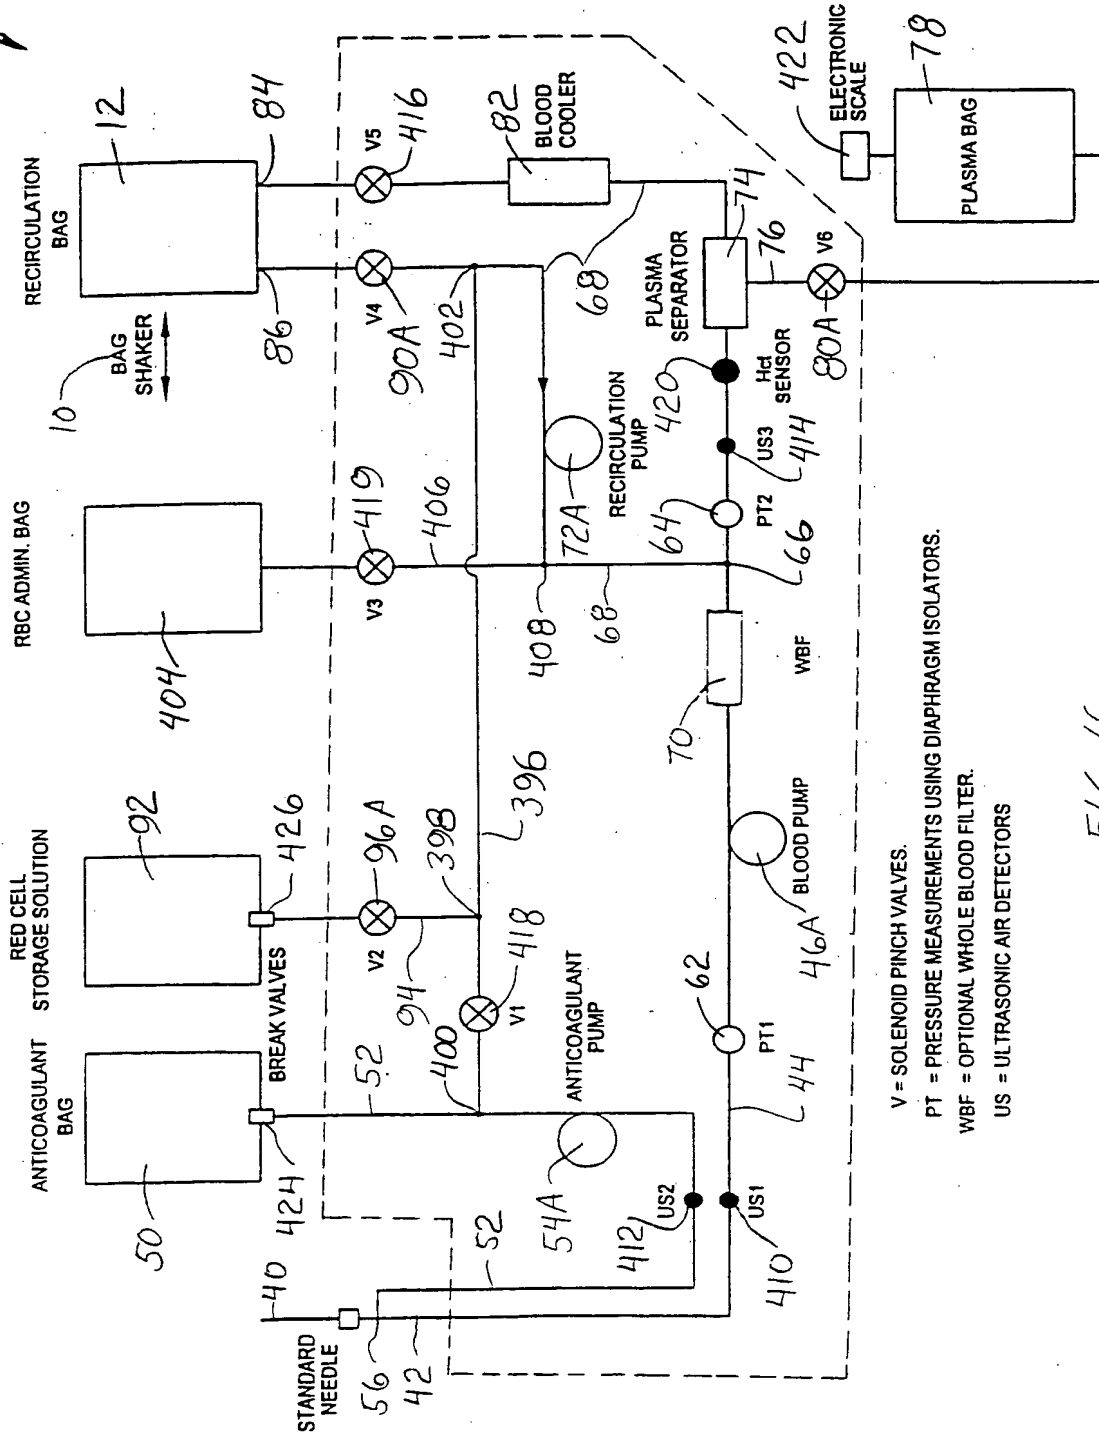 RECIRCULATION
BAG
12
84
86
10
BAG
SHAKER
RBC ADMIN. BAG
404
RED CELL
STORAGE SOLUTION
92
426
ANTICOAGULANT
BAG
50
424
BREAK VALVES
STANDARD
NEEDLE
40
56
42
V5
416
V4
90A
402
V3
419
406
V2
96A
94
398
52
400
V1
418
396
82
BLOOD
COOLER
68
68
408
72A
RECIRCULATION
PUMP
68
ANTICOAGULANT
PUMP
54A
52
US2
412
US1
410
44
62
PT1
BLOOD PUMP
46A
70
WBF
66
64
PT2
US3
414
420
Hct
SENSOR
PLASMA
SEPARATOR
74
76
V6
80A
ELECTRONIC
SCALE
422
PLASMA BAG
78
V = SOLENOID PINCH VALVES.
PT = PRESSURE MEASUREMENTS USING DIAPHRAGM ISOLATORS.
WBF = OPTIONAL WHOLE BLOOD FILTER.
US = ULTRASONIC AIR DETECTORS